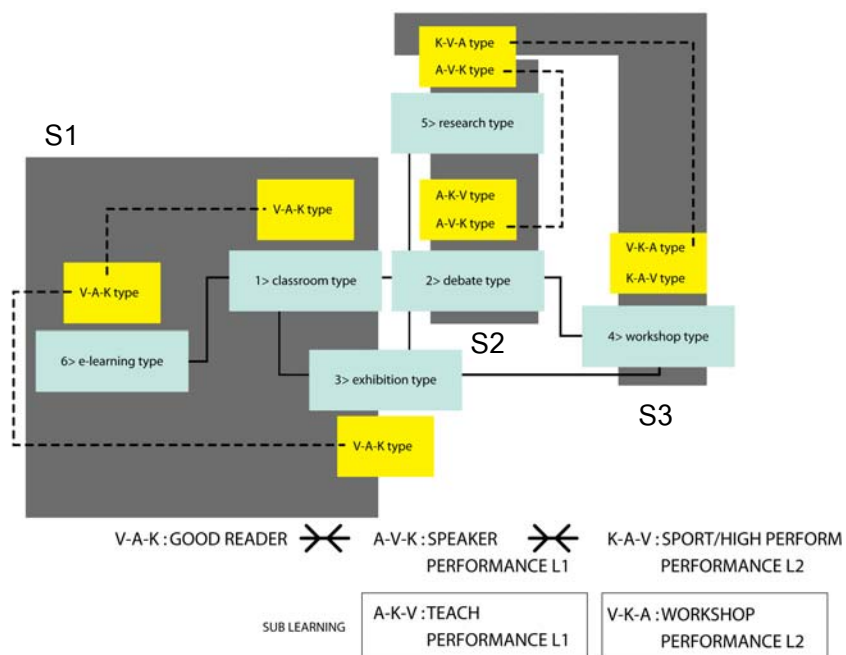 K-V-A type
A-V-K type
5> research type
S1
V-A-K type
A-K-V type
A-V-K type
V-K-A type
K-A-V type
V-A-K type
1> classroom type
2> debate type
4> workshop type
S2
6> e-learning type
3> exhibition type
S3
V-A-K type
V-A-K : GOOD READER
A-V-K : SPEAKER
PERFORMANCE L1
K-A-V : SPORT/HIGH PERFORM
PERFORMANCE L2
SUB LEARNING
A-K-V : TEACH
PERFORMANCE L1
V-K-A : WORKSHOP
PERFORMANCE L2